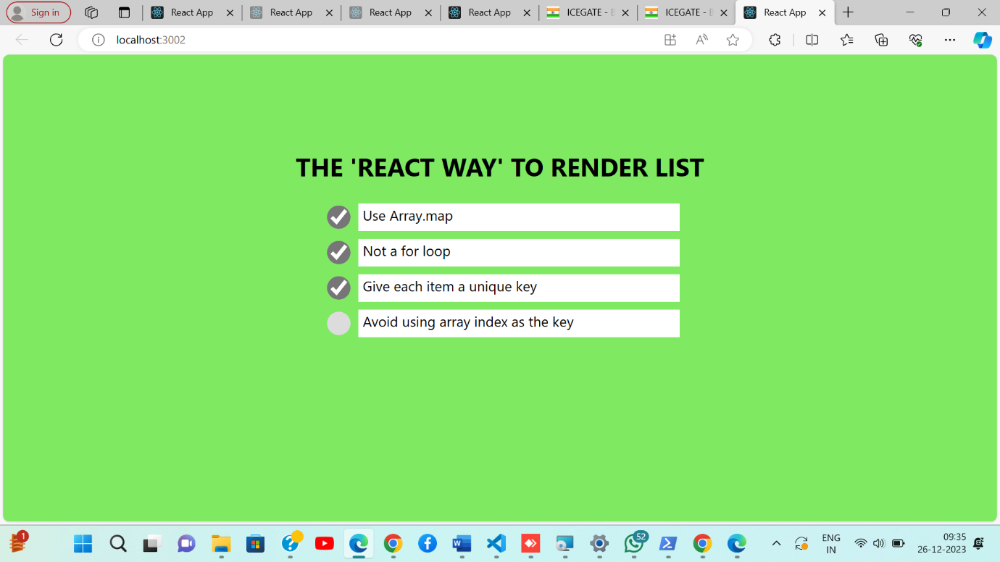 Sign in
React App
React App
React App
React App
ICEGATE - E
ICEGATE - E
React App
localhost:3002
THE 'REACT WAY' TO RENDER LIST
Use Array.map
Not a for loop
Give each item a unique key
Avoid using array index as the key
1
52
ENG
IN
09:35
26-12-2023